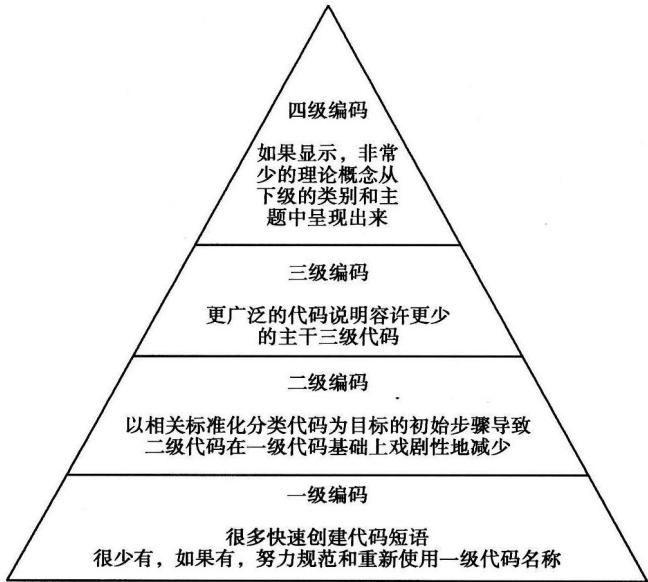 四级编码
如果显示，非常
少的理论概念从
下级的类别和主
题中呈现出来
三级编码
更广泛的代码说明容许更少
的主干三级代码
二级编码
以相关标准化分类代码为目标的初始步骤导致
二级代码在一级代码基础上戏剧性地减少
一级编码
很多快速创建代码短语
很少有，如果有，努力规范和重新使用一级代码名称